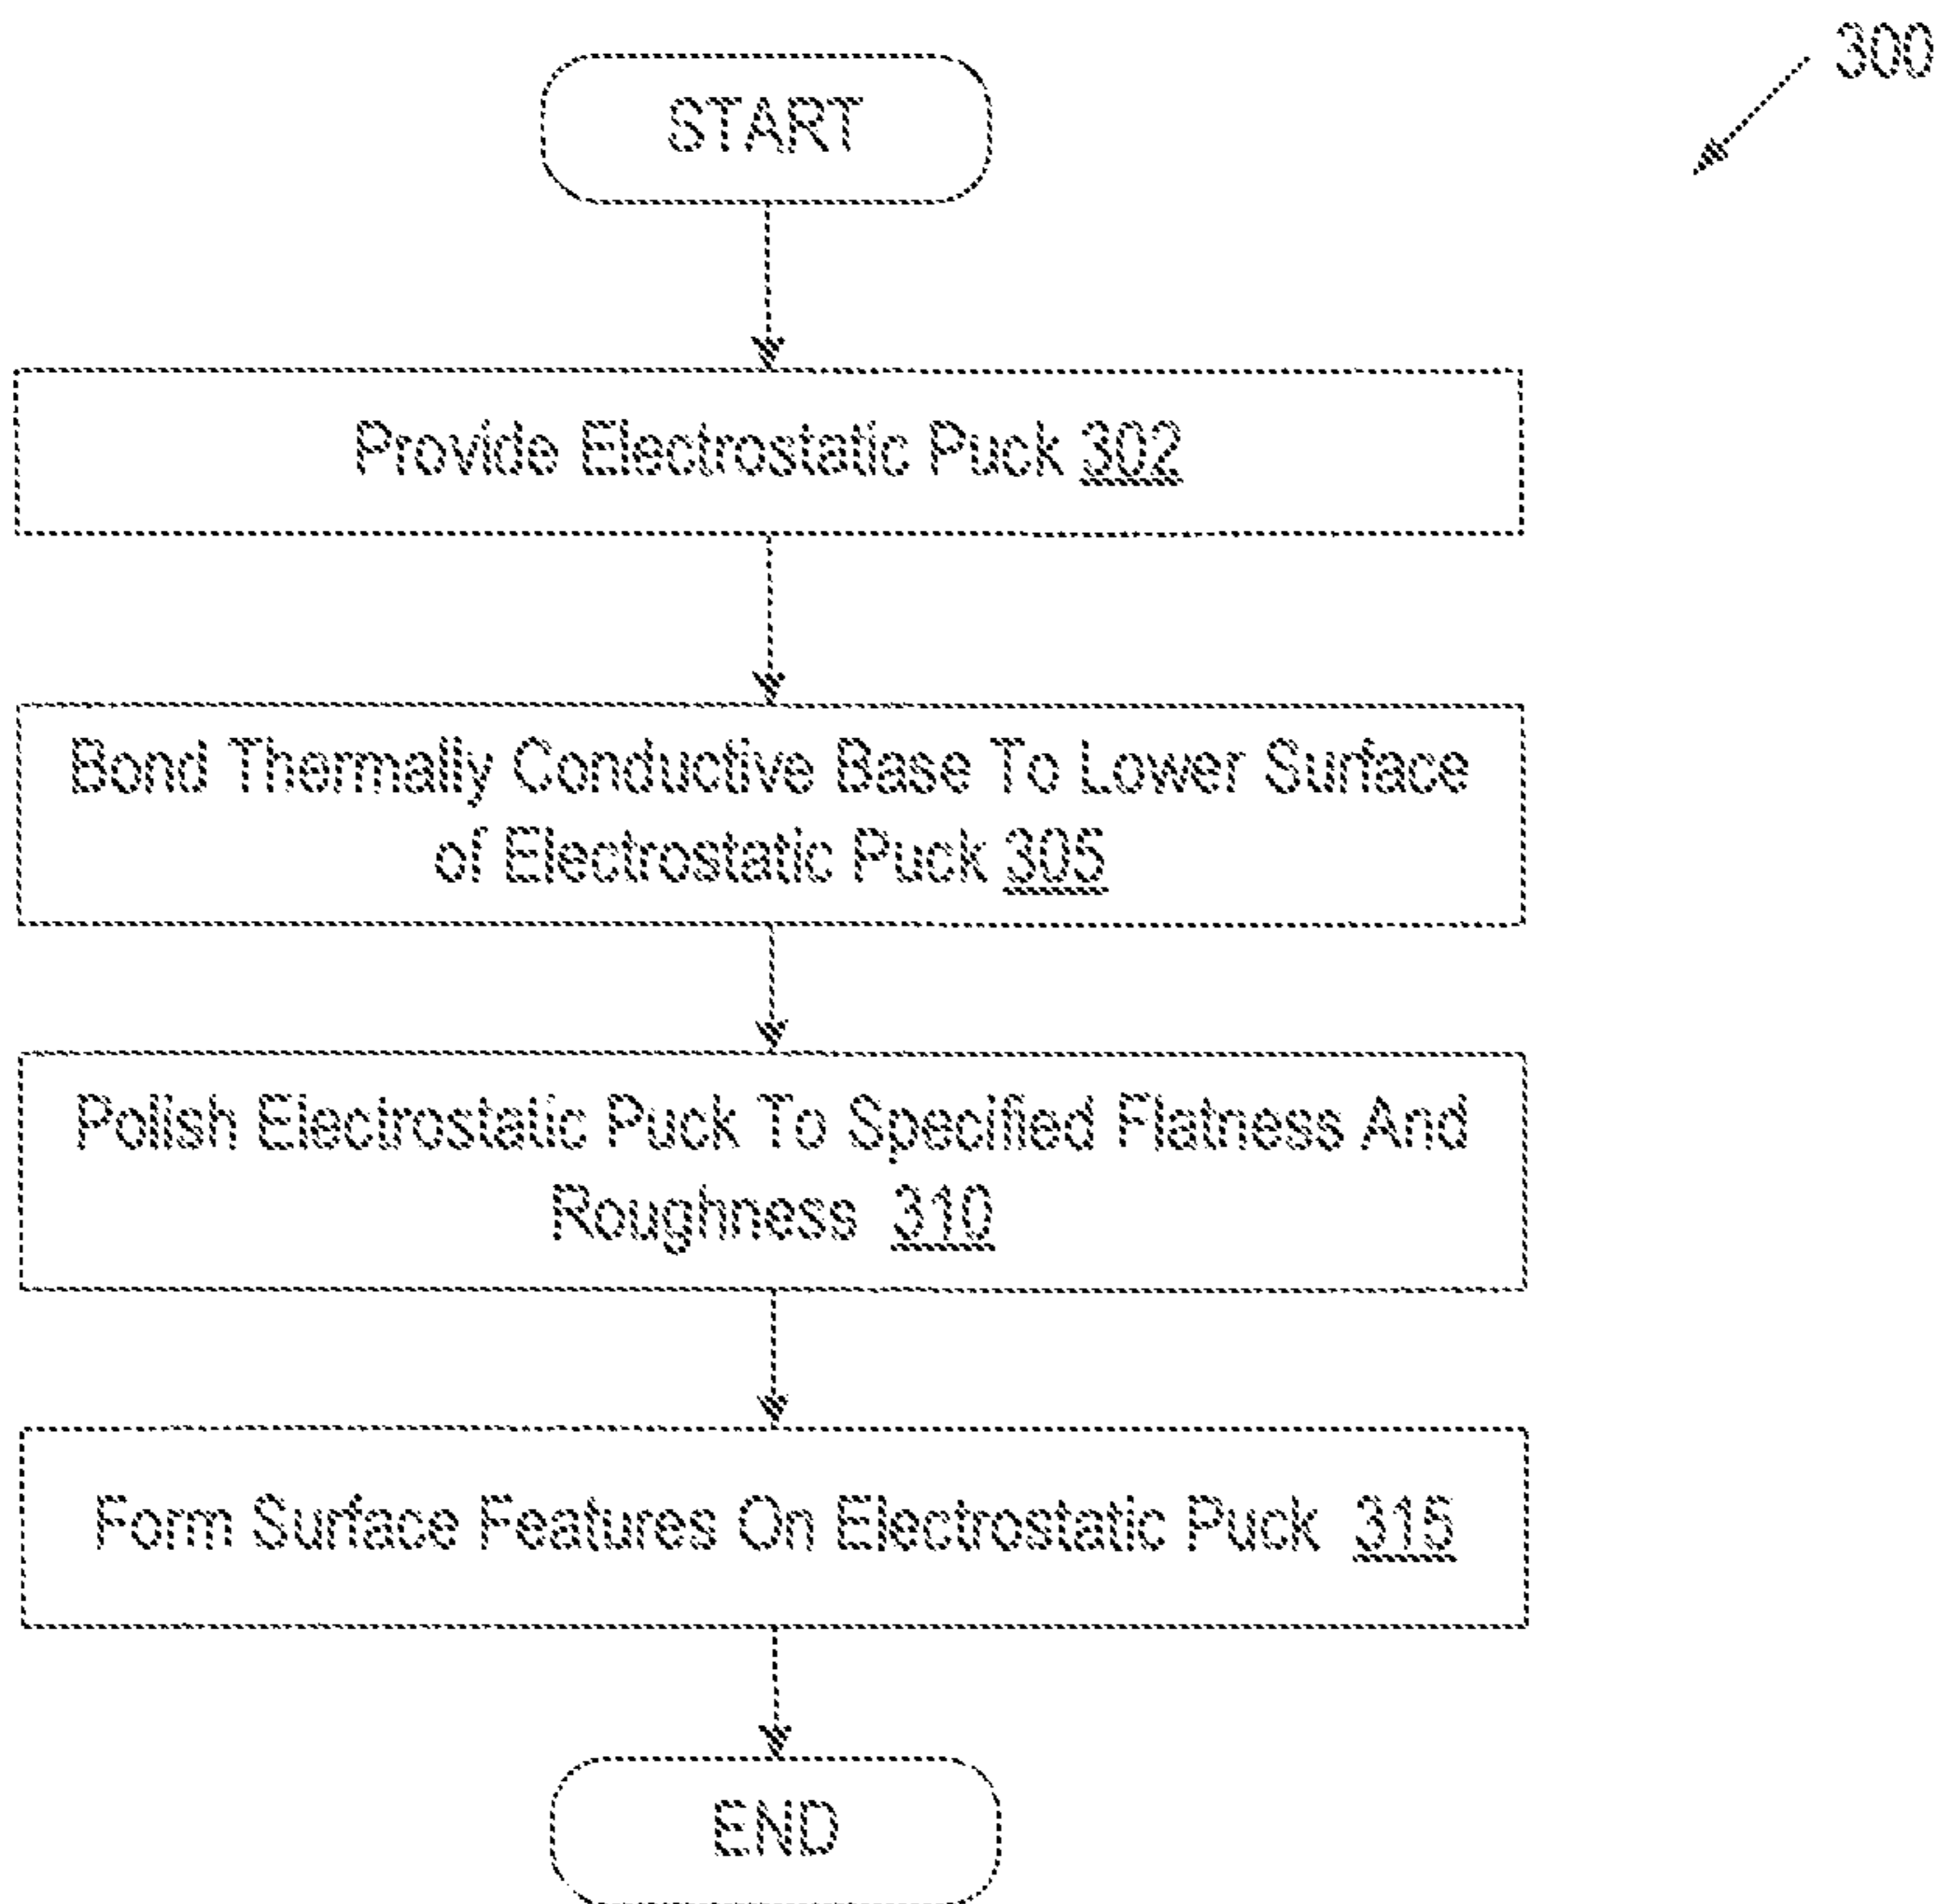 300
START
Provide Electrostatic Puck 302
Bond Thermally Conductive Base To Lower Surface
of Electrostatic Puck 305
Polish Electrostatic Puck To Specified Flatness And
Roughness 310
Form Surface Features On Electrostatic Puck 315
END